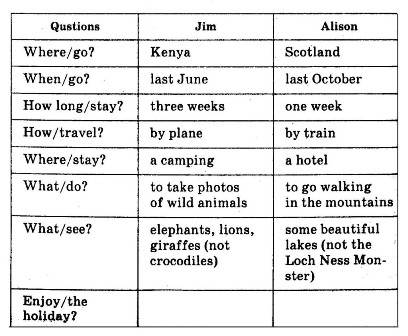 Qustions Jim Alison
Where/go? Kenya Scotland
When/go? last June last October
How long/stay? three weeks one week
How/travel? by plane by train
Where/stay? a camping a hotel
What/do? to take photos to go walking
of wild animals in the mountains
What/see? elephants, lions, some beautiful
giraffes (not lakes (not the
crocodiles) Loch Ness Mon-
ster)
Enjoy/the
holiday?